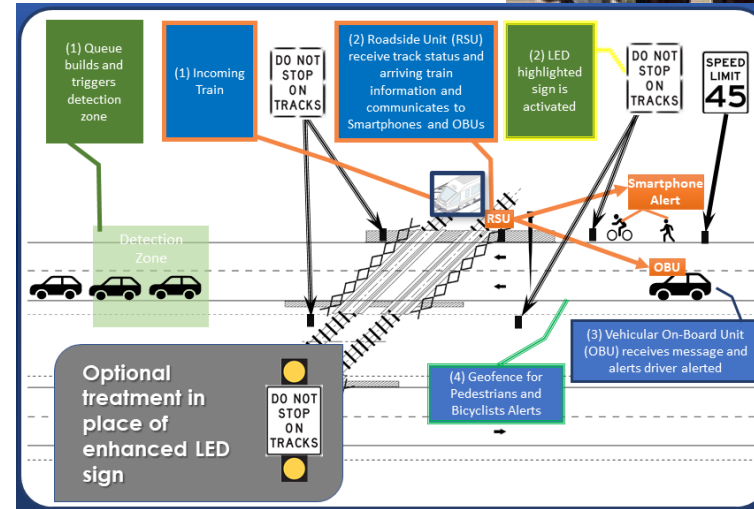 (1) Queue
builds and
triggers
detection
zone
(1) Incoming
Train
DO NOT
STOP
ON
TRACKS
(2) Roadside Unit (RSU)
receive track status and
arriving train
information and
communicates to
Smartphones and OBUs
(2) LED
highlighted
sign is
activated
DO NOT
STOP
ON
TRACKS
SPEED
LIMIT
45
Smartphone
Alert
RSU
Detection
Zone
OBU
(3) Vehicular On-Board Unit
(OBU) receives message and
alerts driver alerted
(4) Geofence for
Pedestrians and
Bicyclists Alerts
Optional
treatment in
place of
enhanced LED
sign
DO NOT
STOP
ON
TRACKS